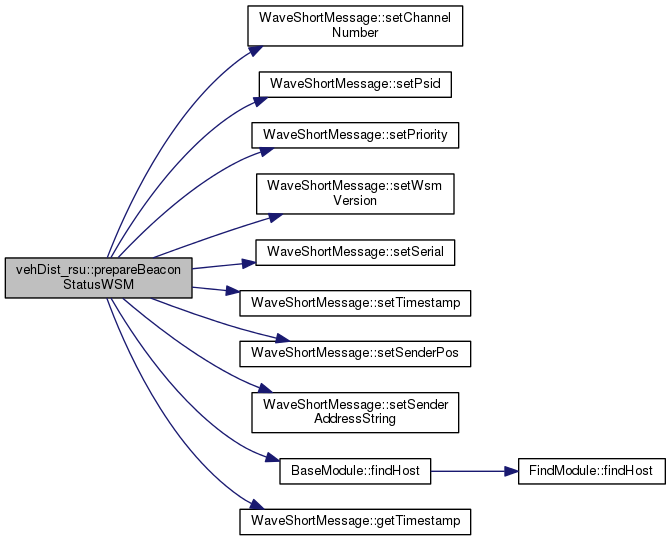 WaveShortMessage::setChannel
Number
WaveShortMessage::setPsid
WaveShortMessage::setPriority
WaveShortMessage::setWsm
Version
WaveShortMessage::setSerial
vehDist_rsu::prepareBeacon
StatusWSM
WaveShortMessage::setTimestamp
WaveShortMessage::setSenderPos
WaveShortMessage::setSender
AddressString
BaseModule::findHost
FindModule::findHost
WaveShortMessage::getTimestamp